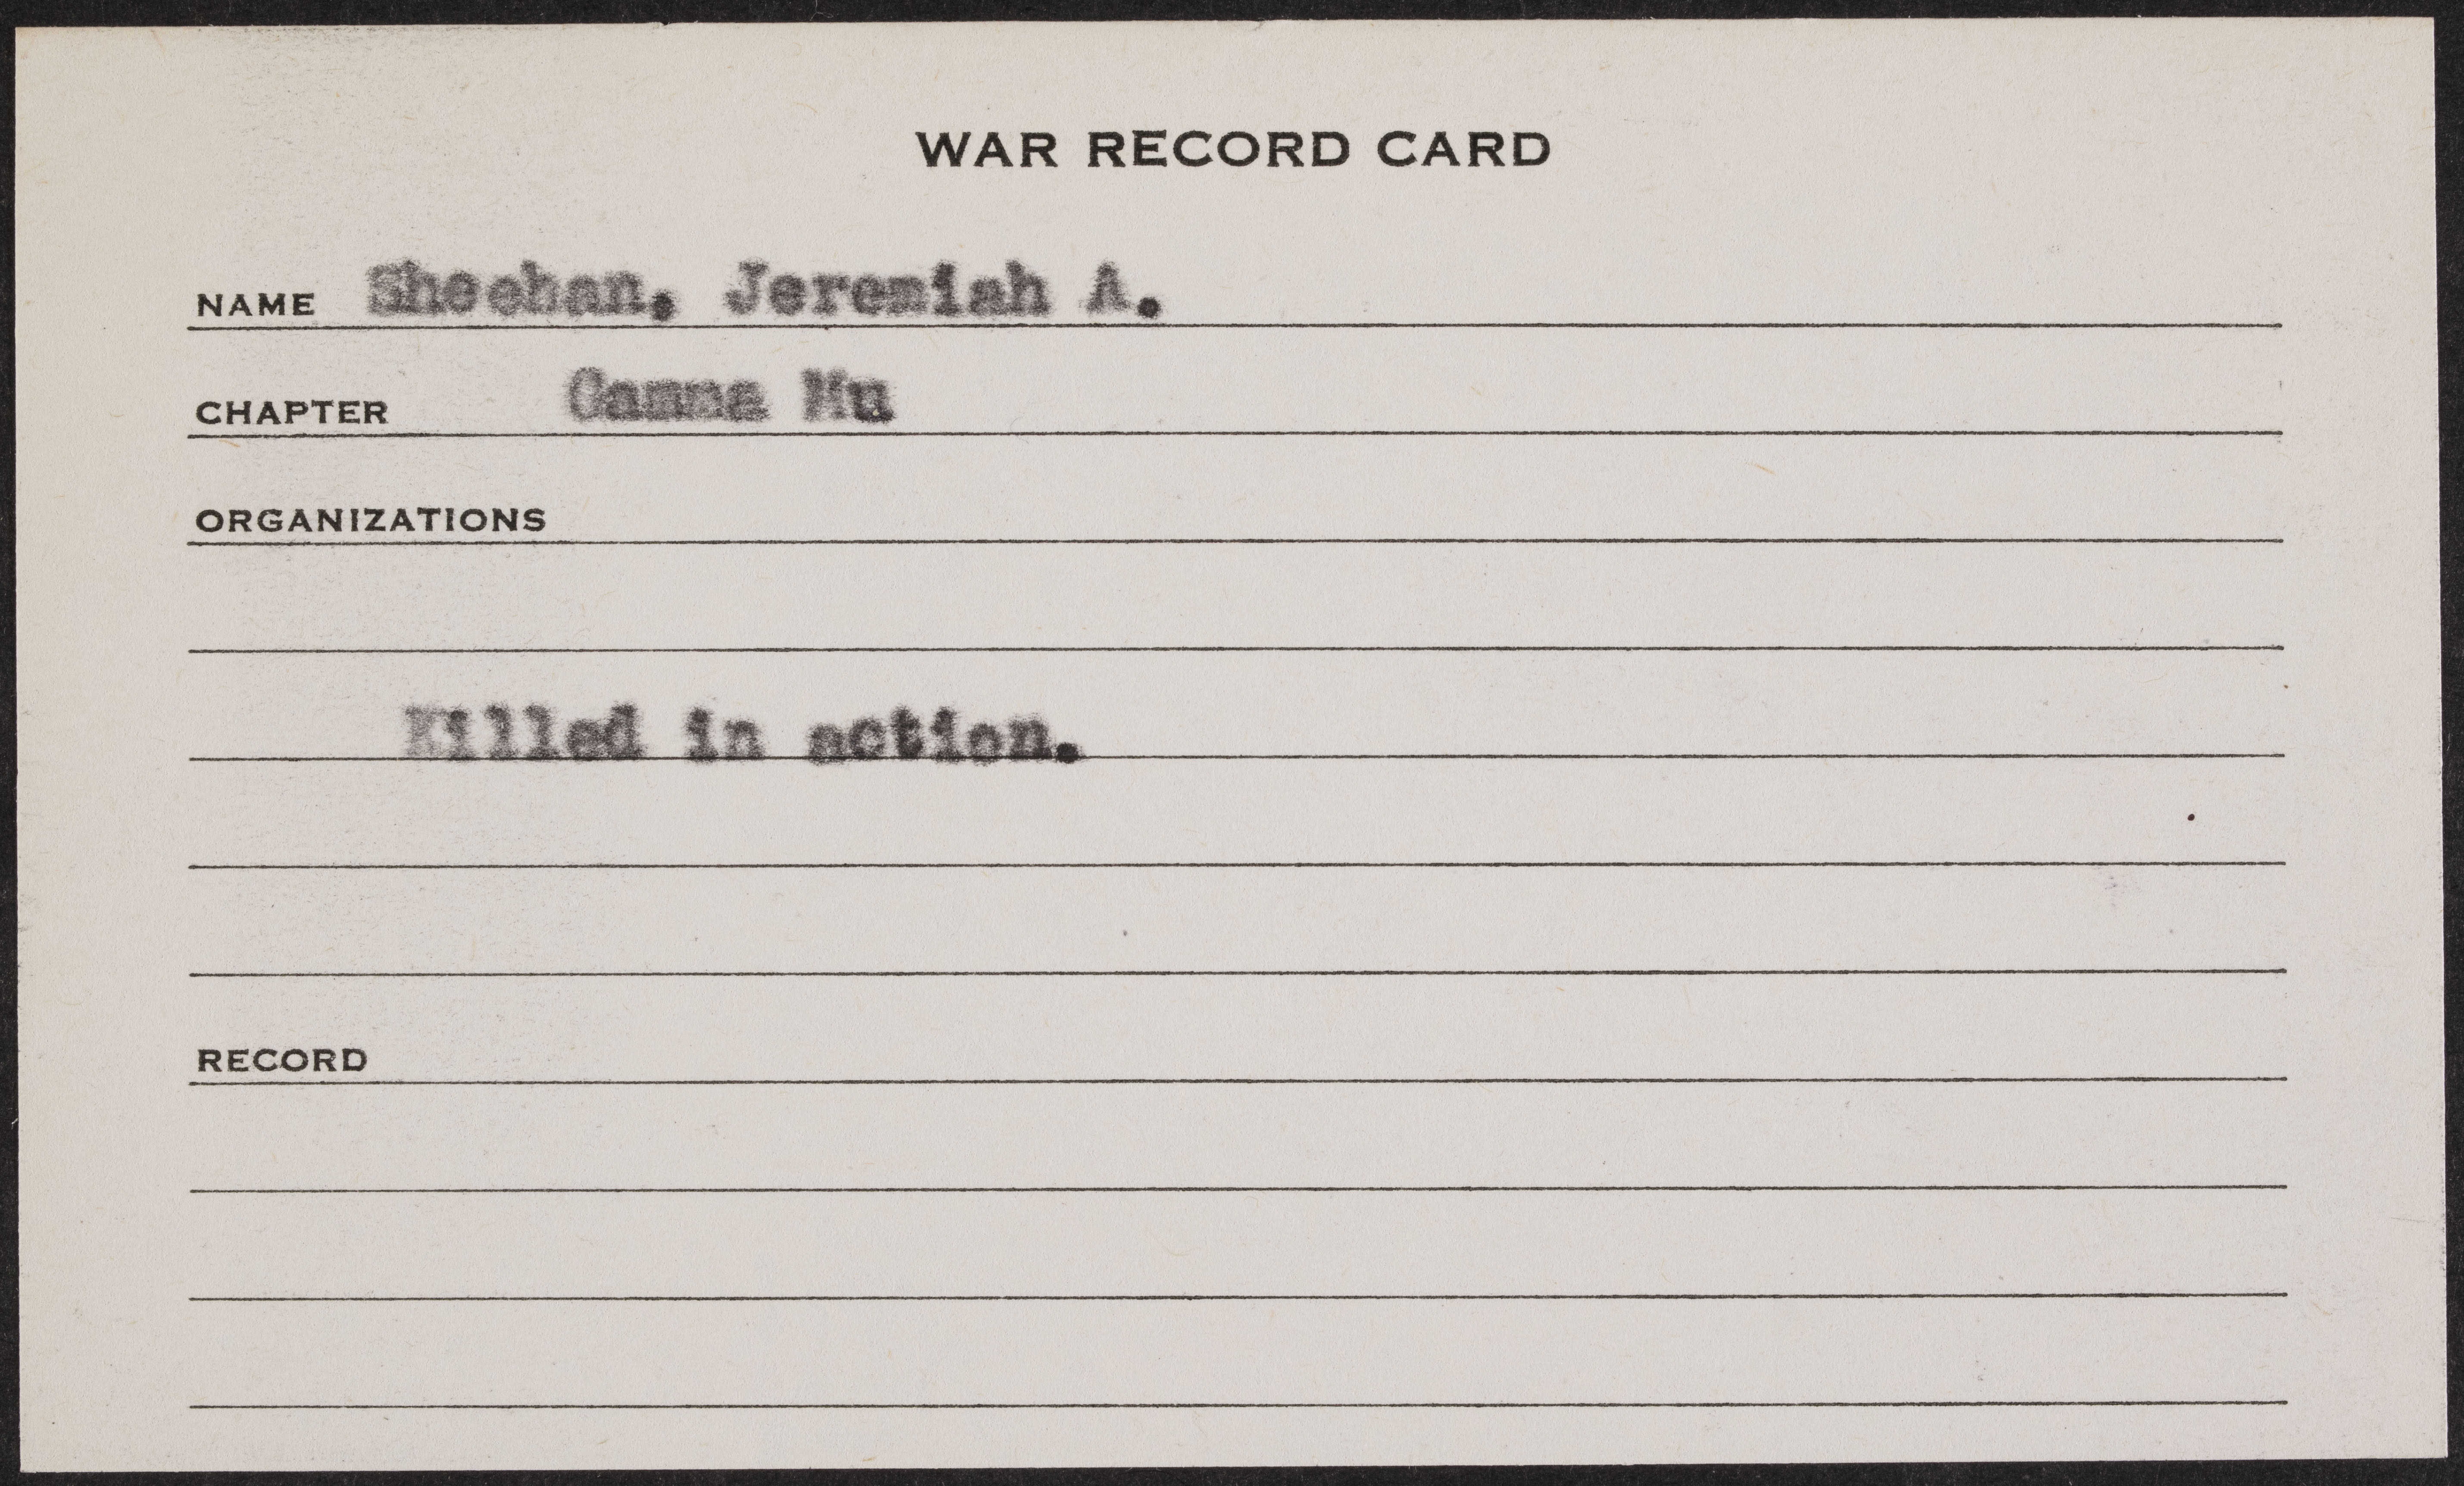 WAR RECORD CARD
NAME Sheehan, Jeremiah A.
CHAPTER Gamma Mu
ORGANIZATIONS
Killed in action.
RECORD